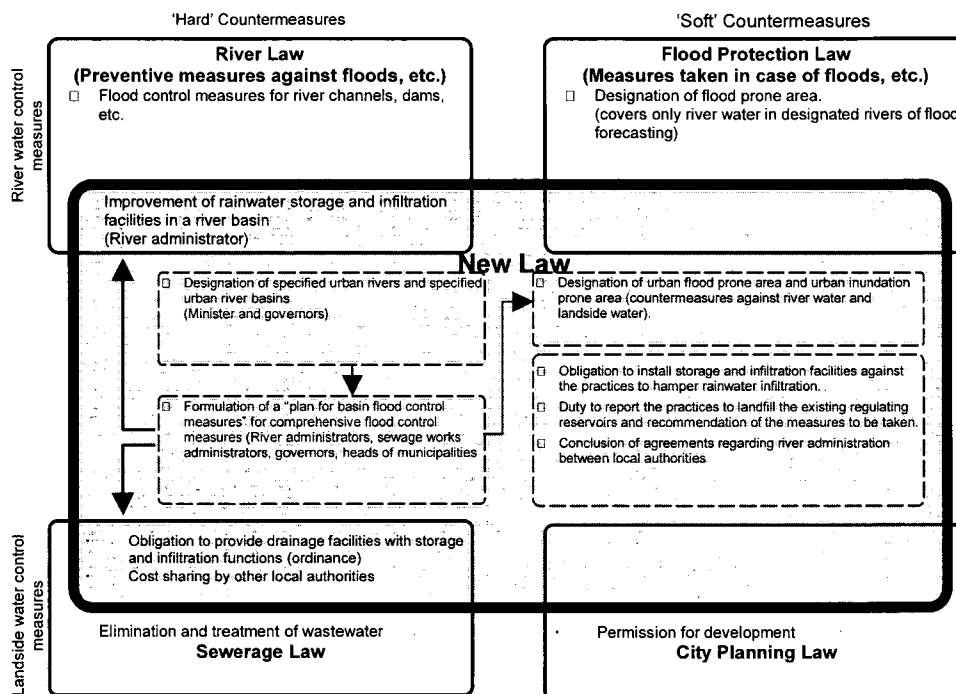 'Hard' Countermeasures
'Soft' Countermeasures
River water control
measures
River Law
(Preventive measures against floods, etc.)
Flood control measures for river channels, dams,
etc.
Flood Protection Law
(Measures taken in case of floods, etc.)
Designation of flood prone area.
(covers only river water in designated rivers of flood
forecasting)
Improvement of rainwater storage and infiltration
facilities in a river basin
(River administrator)
New Law
Designation of specified urban rivers and specified
urban river basins
(Minister and governors)
Designation of urban flood prone area and urban inundation
prone area (countermeasures against river water and
landside water).
Formulation of a "plan for basin flood control
measures" for comprehensive flood control
measures (River administrators, sewage works
administrators, governors, heads of municipalities
Obligation to install storage and infiltration facilities against
the practices to hamper rainwater infiltration.
Duty to report the practices to landfill the existing regulating
reservoirs and recommendation of the measures to be taken.
Conclusion of agreements regarding river administration
between local authorities
Landside water control
measures
· Obligation to provide drainage facilities with storage
and infiltration functions (ordinance)
· Cost sharing by other local authorities
Elimination and treatment of wastewater
Sewerage Law
· Permission for development
City Planning Law